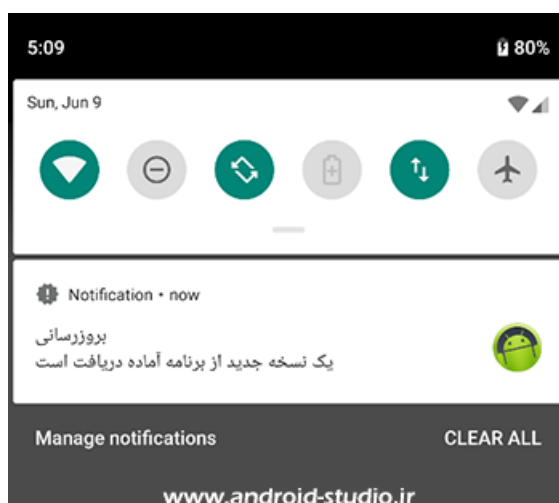 5:09
80%
Sun, Jun 9
Notification • now
بروزرسانی
یک نسخه جدید از برنامه آماده دریافت است
Manage notifications
CLEAR ALL
www.android-studio.ir